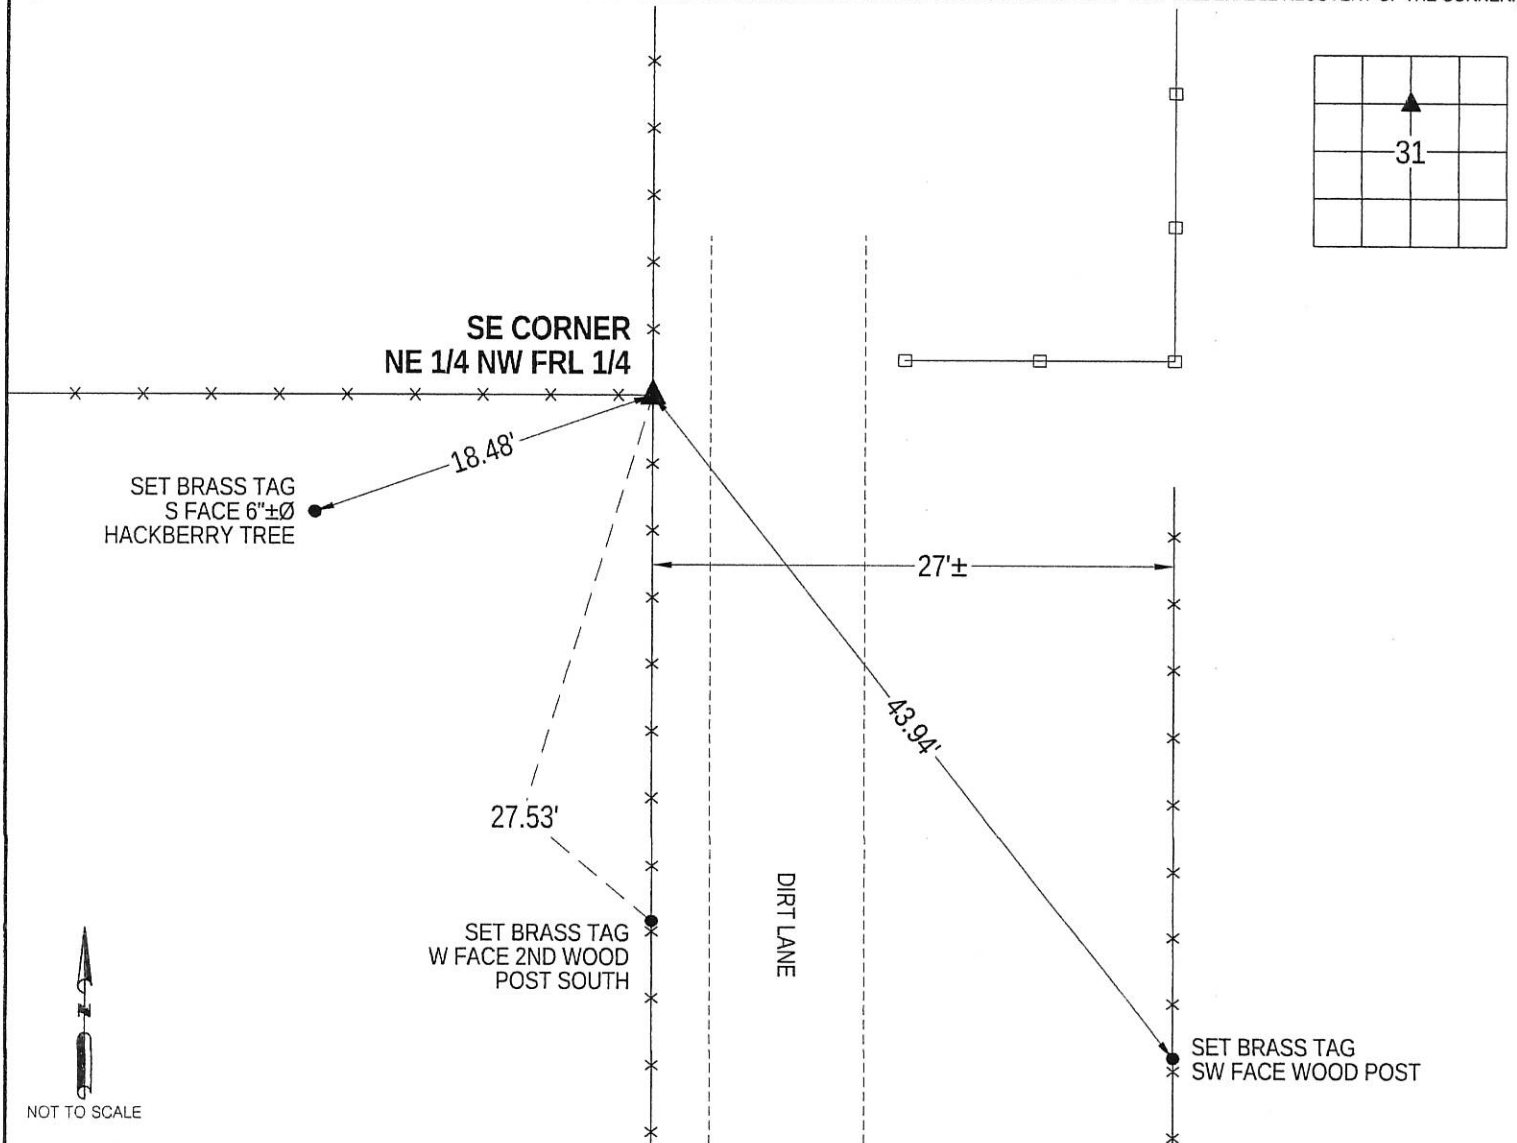 31
SE CORNER
NE 1/4 NW FRL 1/4
18.48'
SET BRASS TAG
S FACE 6"±Ø
HACKBERRY TREE
27'±
43.94'
27.53'
DIRT LANE
SET BRASS TAG
W FACE 2ND WOOD
POST SOUTH
SET BRASS TAG
SW FACE WOOD POST
N
NOT TO SCALE